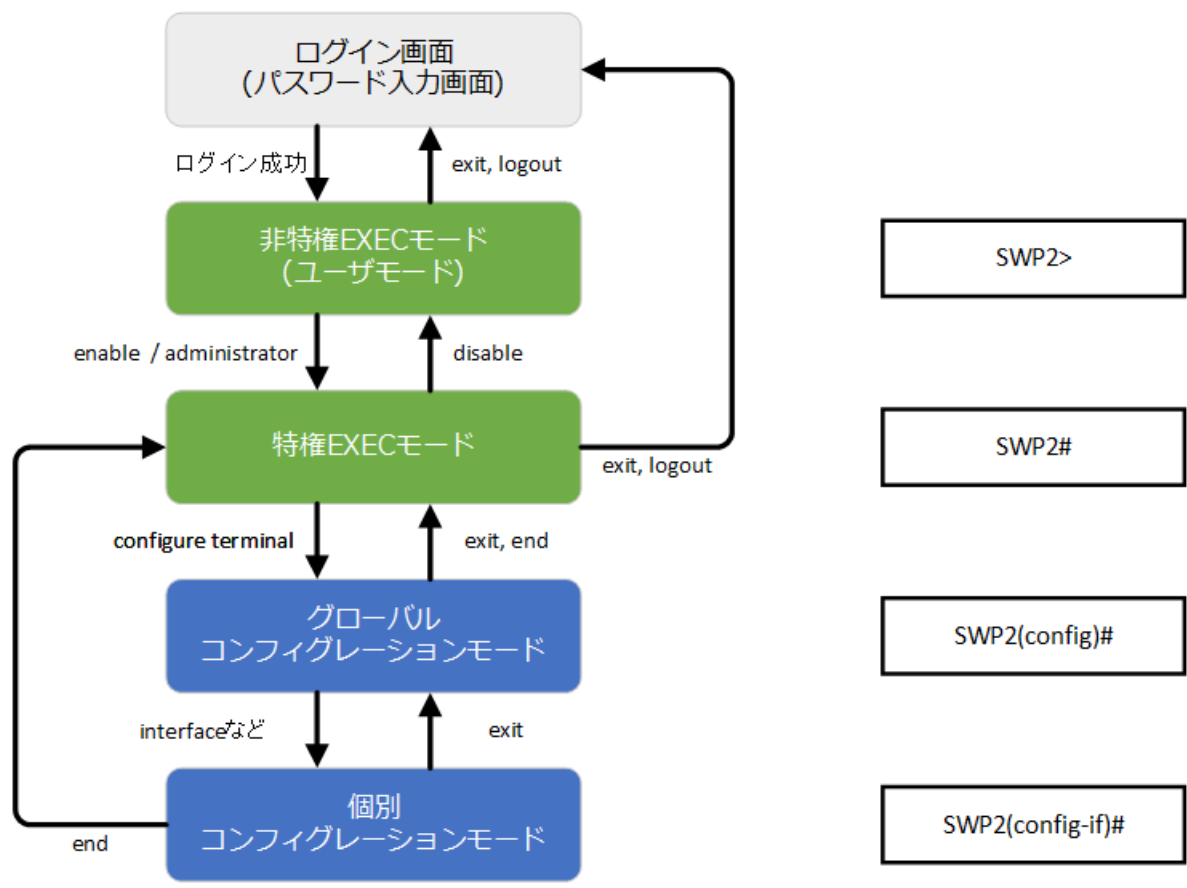 ログイン画面
(パスワード入力画面)
ログイン成功
exit, logout
非特権EXECモード
(ユーザモード)
SWP2>
enable / administrator
disable
特権EXECモード
SWP2#
exit, logout
configure terminal
exit, end
グローバル
コンフィグレーションモード
SWP2(config)#
interfaceなど
exit
個別
コンフィグレーションモード
SWP2(config-if)#
end